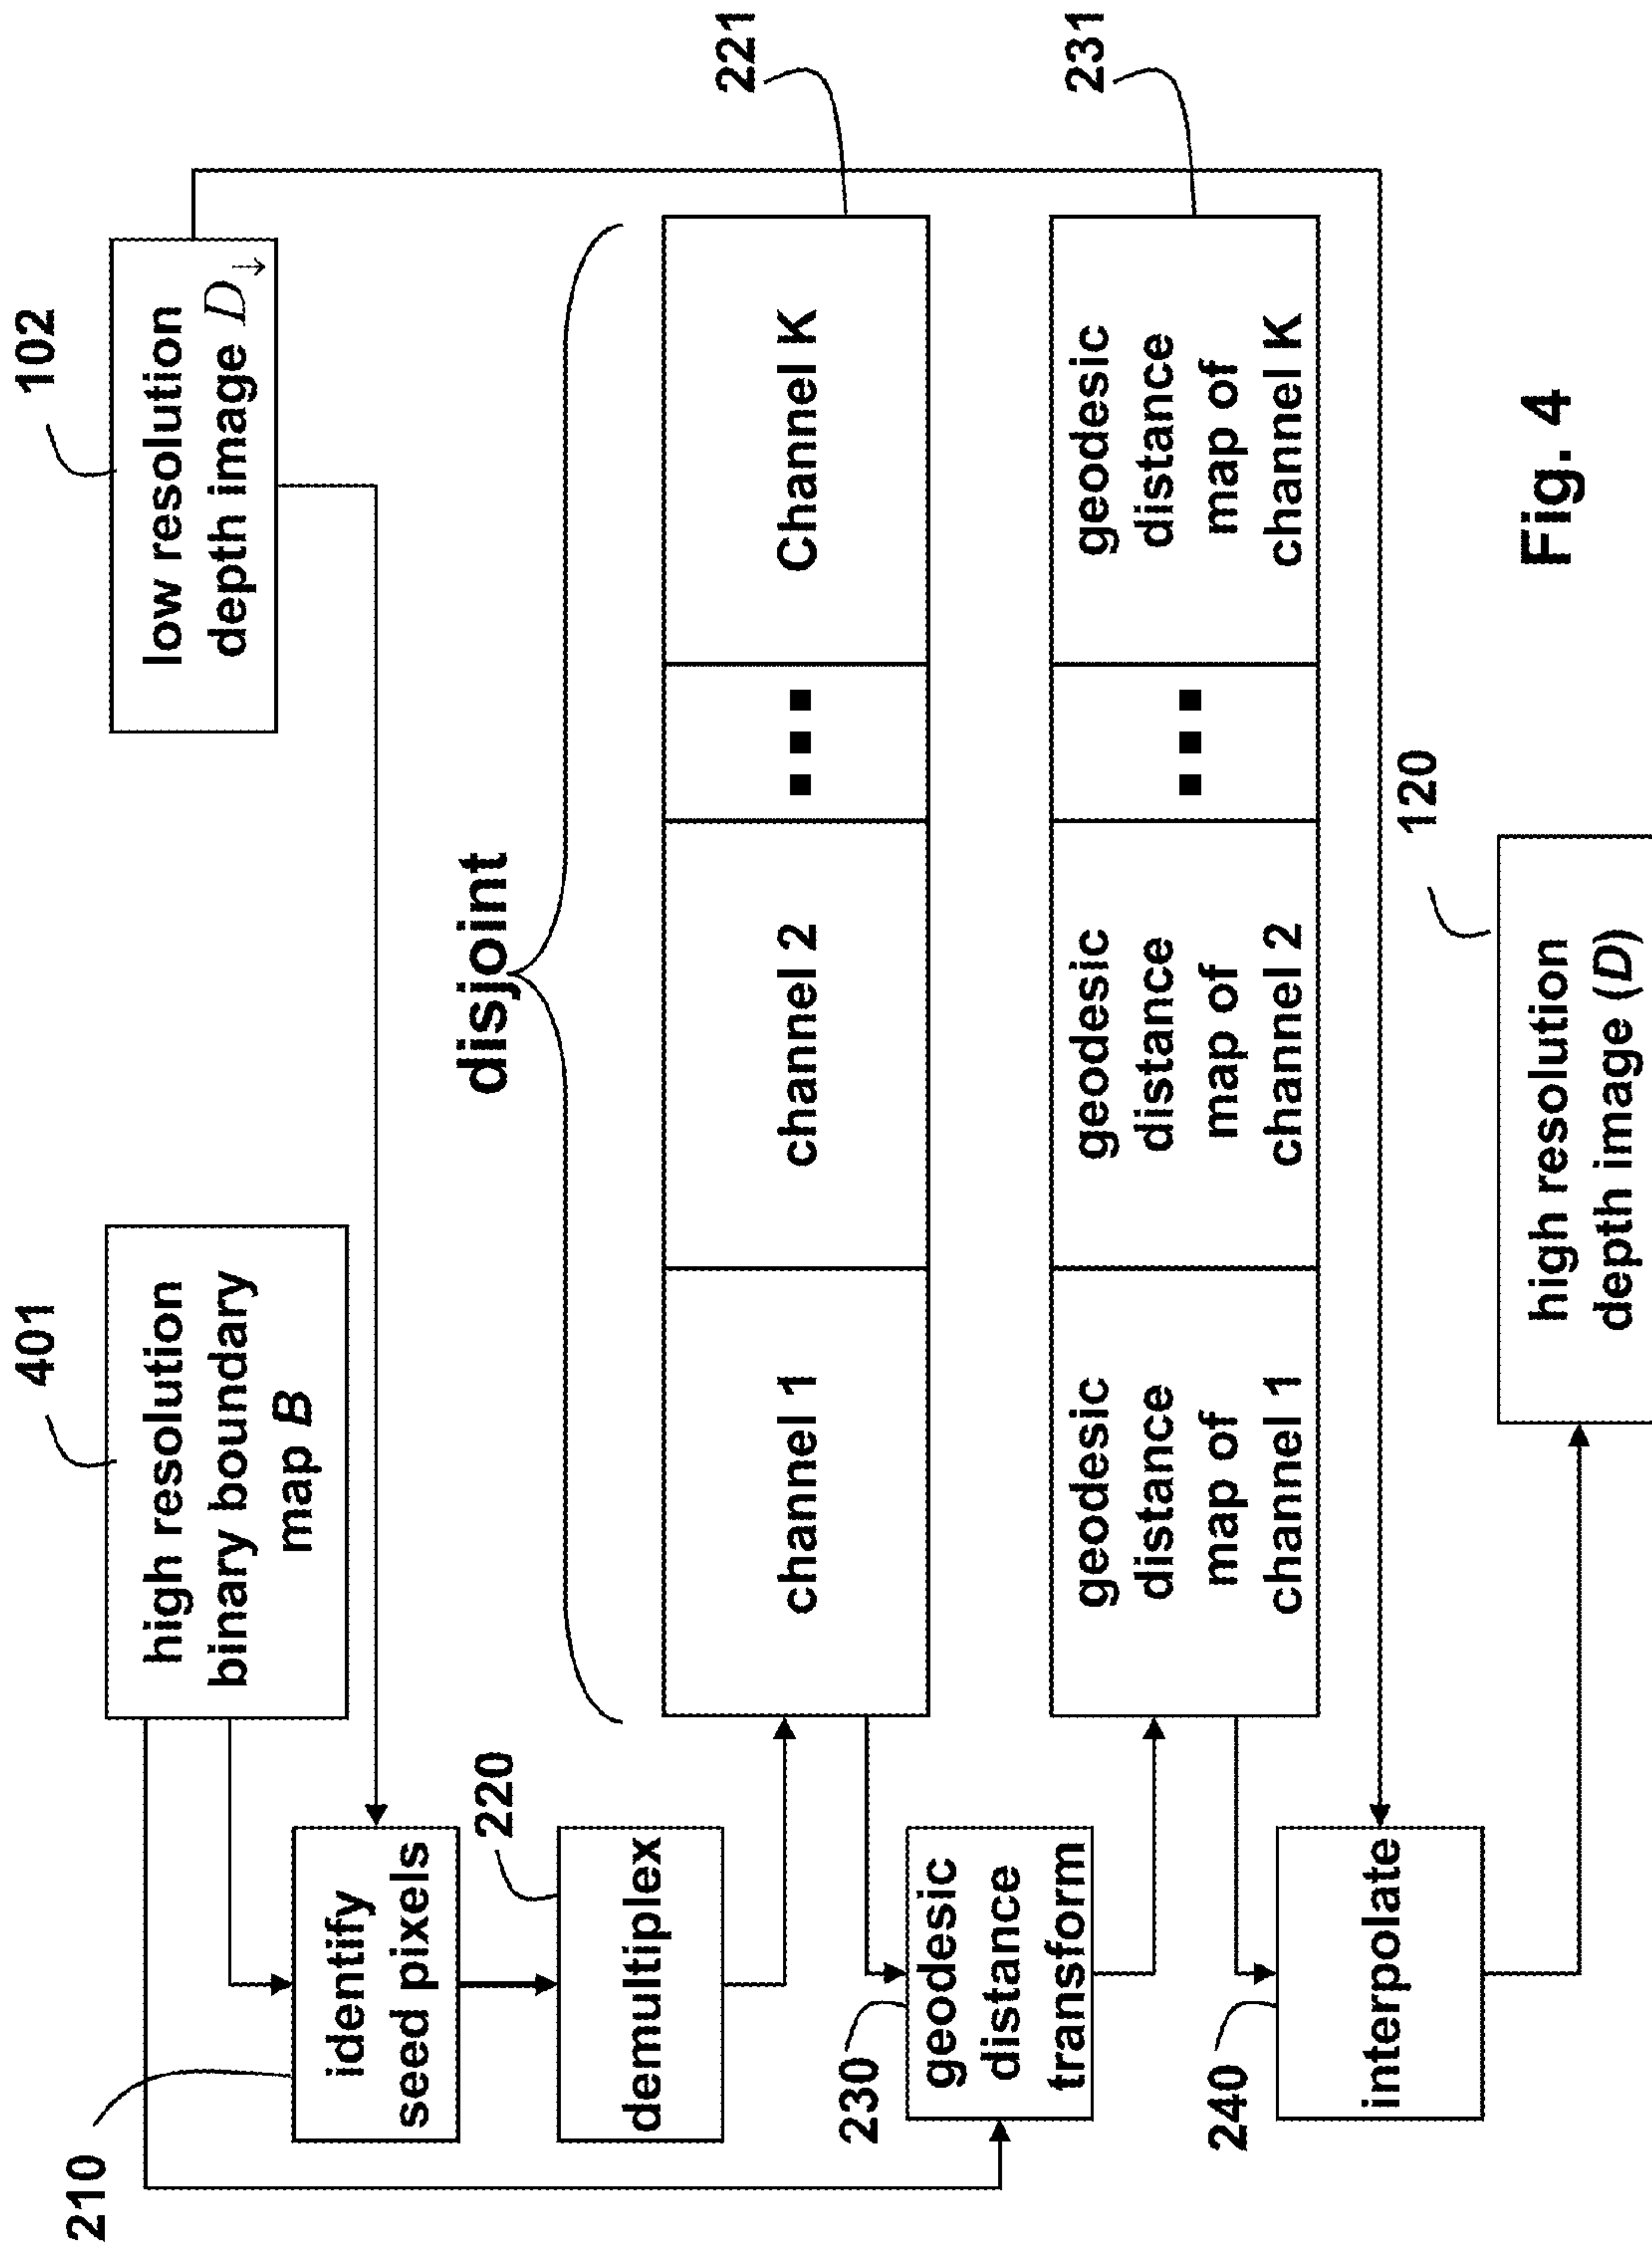 401
high resolution
binary boundary
map B
102
low resolution
depth image D↓
210
identify
seed pixels
disjoint
220
demultiplex
channel 1
channel 2
■ ■ ■
Channel K
221
230
geodesic
distance
transform
geodesic
distance
map of
channel 1
geodesic
distance
map of
channel 2
■ ■ ■
geodesic
distance
map of
channel K
231
240
interpolate
120
high resolution
depth image (D)
Fig. 4